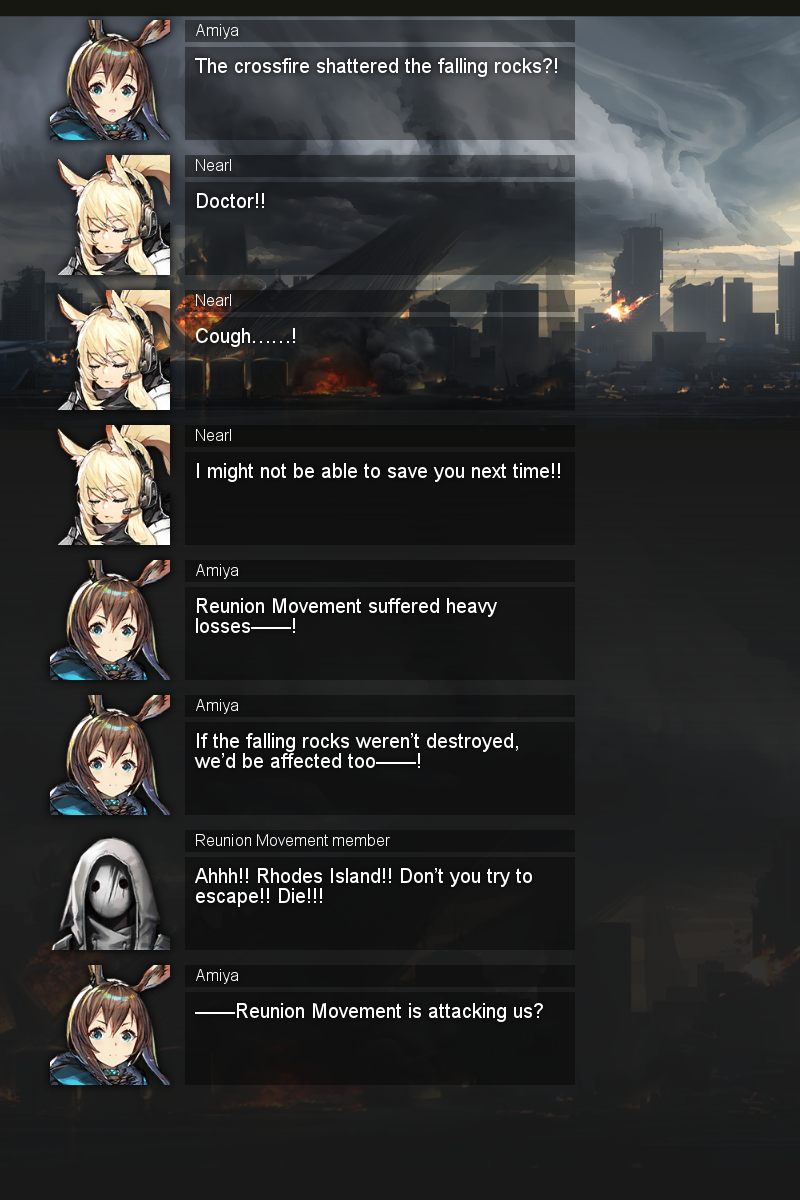 Amiya
The crossfire shattered the falling rocks?!
Nearl
Doctor!!
Nearl
Cough……!
Nearl
I might not be able to save you next time!!
Amiya
Reunion Movement suffered heavy
losses——!
Amiya
If the falling rocks weren’t destroyed,
we’d be affected too——!
Reunion Movement member
Ahhh!! Rhodes Island!! Don’t you try to
escape!! Die!!!
Amiya
——Reunion Movement is attacking us?